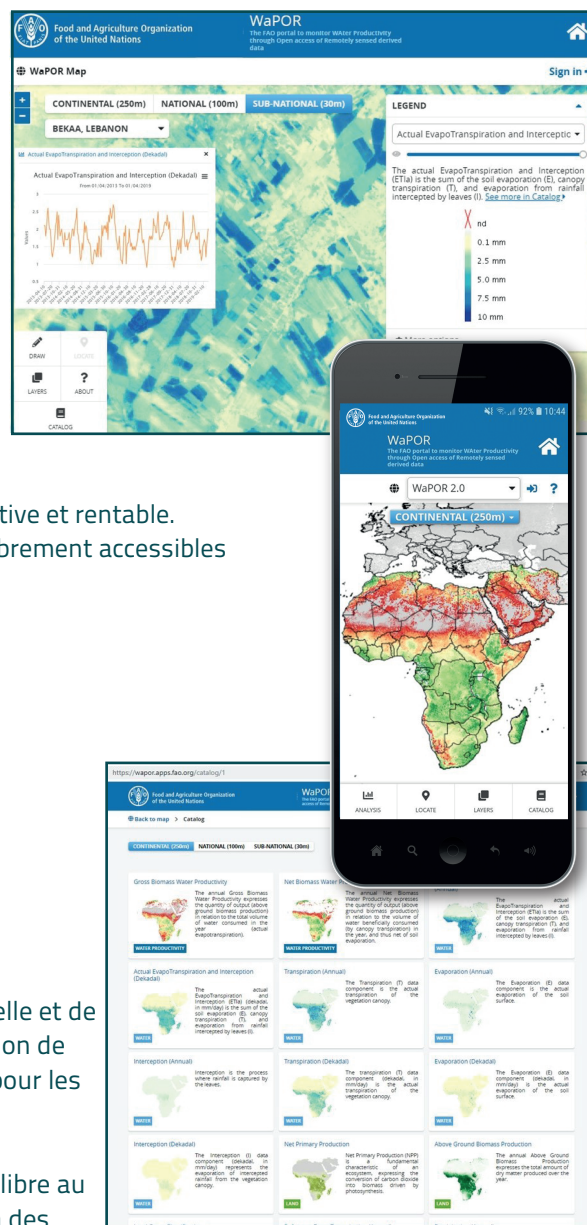 Food and Agriculture Organization
of the United Nations
WaPOR
The FAO portal to monitor WAter Productivity
through Open access of Remotely sensed derived
data
WaPOR Map
Sign in
CONTINENTAL (250m) NATIONAL (100m) SUB-NATIONAL (30m)
BEKAA, LEBANON
Actual EvapoTranspiration and Interception (Dekadal) ×
Actual EvapoTranspiration and Interception (Dekadal)
From 01/04/2013 To 01/04/2019
Values
3
2.5
2
1.5
1
0.5
DRAW
LOCATE
LAYERS
ABOUT
CATALOG
LEGEND
Actual EvapoTranspiration and Interceptic
The actual EvapoTranspiration and Interception
(ETIa) is the sum of the soil evaporation (E), canopy
transpiration (T), and evaporation from rainfall
intercepted by leaves (I). See more in Catalog
nd
0.1 mm
2.5 mm
5.0 mm
7.5 mm
10 mm
92% 10:44
Food and Agriculture Organization
of the United Nations
WaPOR
The FAO portal to monitor WAter Productivity
through Open access of Remotely sensed
derived data
WaPOR 2.0
?
CONTINENTAL (250m)
ANALYSIS
LOCATE
LAYERS
CATALOG
tive et rentable.
brement accessibles
elle et de
on de
pour les
libre au
des
https://wapor.apps.fao.org/catalog/1
Food and Agriculture Organization
of the United Nations
WaPOR
Back to map > Catalog
CONTINENTAL (250m) NATIONAL (100m) SUB-NATIONAL (30m)
Gross Biomass Water Productivity
The annual Gross Biomass
Water Productivity expresses
the quantity of output (above
ground biomass production)
in relation to the total volume
of water consumed in the
year (actual
evapotranspiration).
WATER PRODUCTIVITY
Net Biomass Water
The annual Net Biomass
Water Productivity expresses
the quantity of output (above
ground biomass production)
in relation to the volume of
water beneficially consumed
(by canopy transpiration) in
the year, and thus net of soil
evaporation.
WATER PRODUCTIVITY
The actual
EvapoTranspiration and
Interception (ETIa) is the sum
of the soil evaporation (E),
canopy transpiration (T), and
evaporation from rainfall
intercepted by leaves (I).
WATER
Actual EvapoTranspiration and Interception
(Dekadal)
The actual
EvapoTranspiration and
Interception (ETIa) (dekadal,
in mm/day) is the sum of the
soil evaporation (E), canopy
transpiration (T), and
evaporation from rainfall
intercepted by leaves (I).
WATER
Transpiration (Annual)
The Transpiration (T) data
component is the actual
transpiration of the
vegetation canopy.
WATER
Evaporation (Annual)
The Evaporation (E) data
component is the actual
evaporation of the soil
surface.
WATER
Interception (Annual)
Interception is the process
where rainfall is captured by
the leaves.
WATER
Transpiration (Dekadal)
The transpiration (T) data
component (dekadal, in
mm/day) is the actual
transpiration of the
vegetation canopy.
WATER
Evaporation (Dekadal)
The Evaporation (E) data
component (dekadal, in
mm/day) is the actual
evaporation of the soil
surface.
WATER
Interception (Dekadal)
The Interception (I) data
component (dekadal, in
mm/day) represents the
evaporation of intercepted
rainfall from the vegetation
canopy.
WATER
Net Primary Production
Net Primary Production (NPP)
is a fundamental
characteristic of an
ecosystem, expressing the
conversion of carbon dioxide
into biomass driven by
photosynthesis.
LAND
Above Ground Biomass Production
The annual Above Ground
Biomass Production
expresses the total amount of
dry matter produced over the
year.
LAND